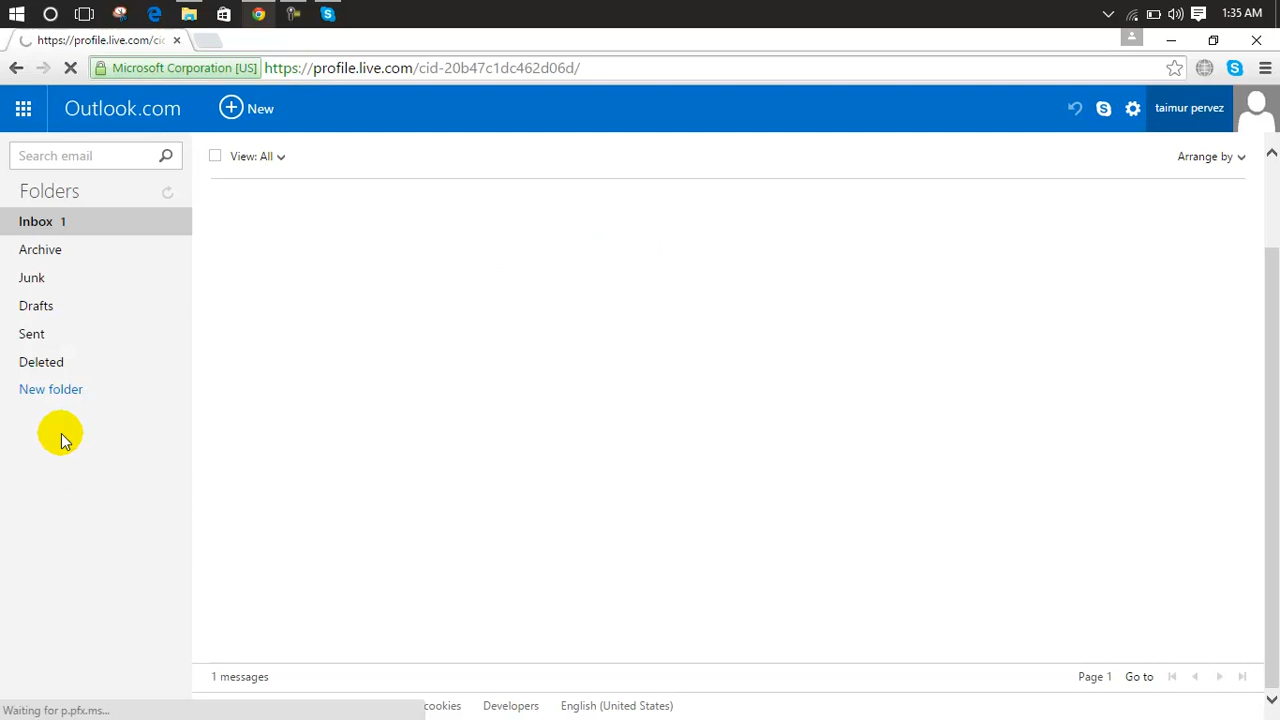 1:35 AM
https://profile.live.com/cic
Microsoft Corporation [US] https://profile.live.com/cid-20b47c1dc462d06d/
Outlook.com
New
taimur pervez
Search email
View: All
Arrange by
Folders
Inbox 1
Archive
Junk
Drafts
Sent
Deleted
New folder
1 messages
Page 1
Go to
Waiting for p.pfx.ms...
cookies
Developers
English (United States)